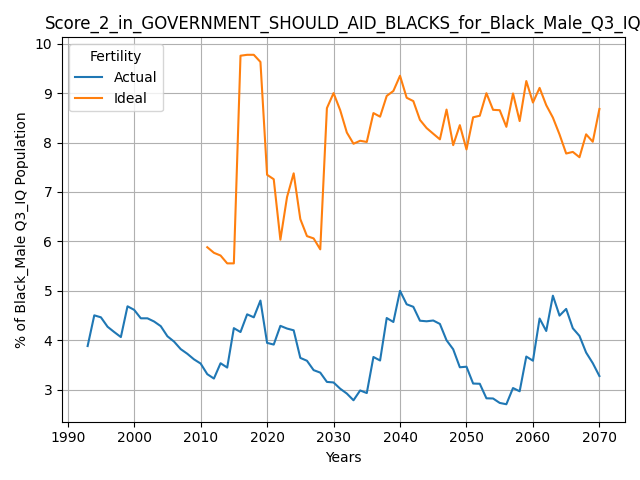 Score_2_in_GOVERNMENT_SHOULD_AID_BLACKS_for_Black_Male_Q3_IQ
Fertility
Actual
Ideal
% of Black_Male Q3_IQ Population
10
9
8
7
6
5
4
3
1990 2000 2010 2020 2030 2040 2050 2060 2070
Years